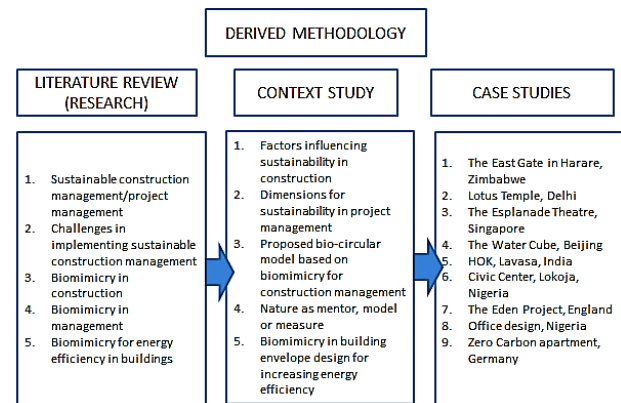 DERIVED METHODOLOGY
LITERATURE REVIEW
(RESEARCH)
CONTEXT STUDY
CASE STUDIES
1. Sustainable construction
management/project
management
2. Challenges in
implementing sustainable
construction management
3. Biomimicry in
construction
4. Biomimicry in
management
5. Biomimicry for energy
efficiency in buildings
1. Factors influencing
sustainability in
construction
2. Dimensions for
sustainability in project
management
3. Proposed bio-circular
model based on
biomimicry for
construction management
4. Nature as mentor, model
or measure
5. Biomimicry in building
envelope design for
increasing energy
efficiency
1. The East Gate in Harare,
Zimbabwe
2. Lotus Temple, Delhi
3. The Esplanade Theatre,
Singapore
4. The Water Cube, Beijing
5. HOK, Lavasa, India
6. Civic Center, Lokoja,
Nigeria
7. The Eden Project, England
8. Office design, Nigeria
9. Zero Carbon apartment,
Germany